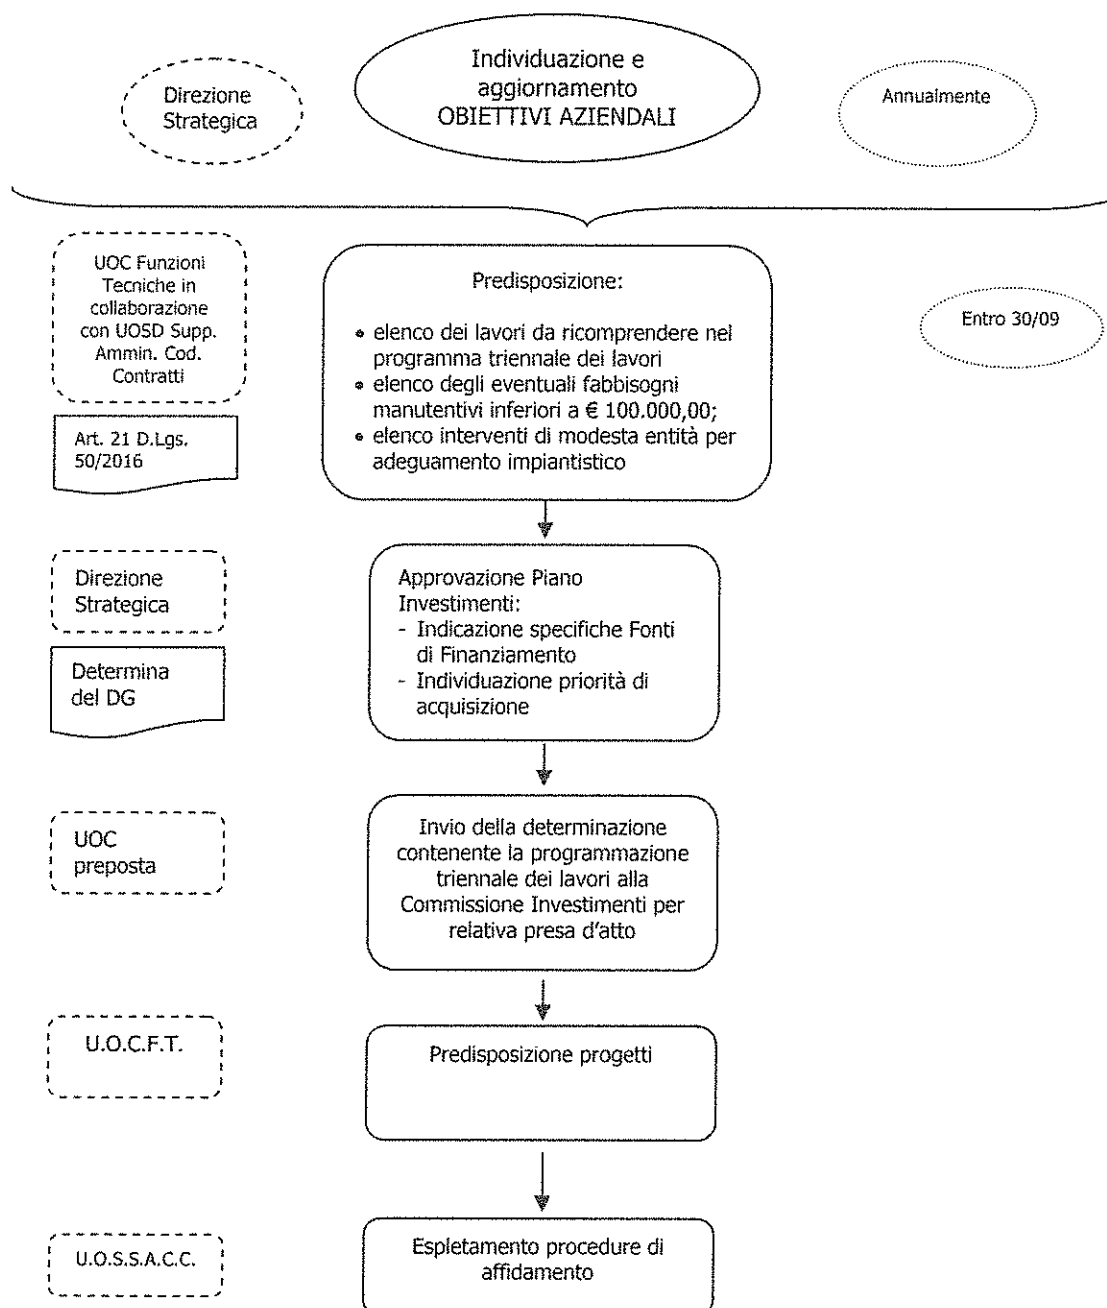 Direzione
Strategica
Individuazione e
aggiornamento
OBIETTIVI AZIENDALI
Annualmente
UOC Funzioni
Tecniche in
collaborazione
con UOSD Supp.
Ammin. Cod.
Contratti
Art. 21 D.Lgs.
50/2016
Predisposizione:
• elenco dei lavori da ricomprendere nel
programma triennale dei lavori
• elenco degli eventuali fabbisogni
manutentivi inferiori a € 100.000,00;
• elenco interventi di modesta entità per
adeguamento impiantistico
Entro 30/09
Direzione
Strategica
Determina
del DG
Approvazione Piano
Investimenti:
- Indicazione specifiche Fonti
di Finanziamento
- Individuazione priorità di
acquisizione
UOC
preposta
Invio della determinazione
contenente la programmazione
triennale dei lavori alla
Commissione Investimenti per
relativa presa d'atto
U.O.C.F.T.
Predisposizione progetti
U.O.S.S.A.C.C.
Espletamento procedure di
affidamento